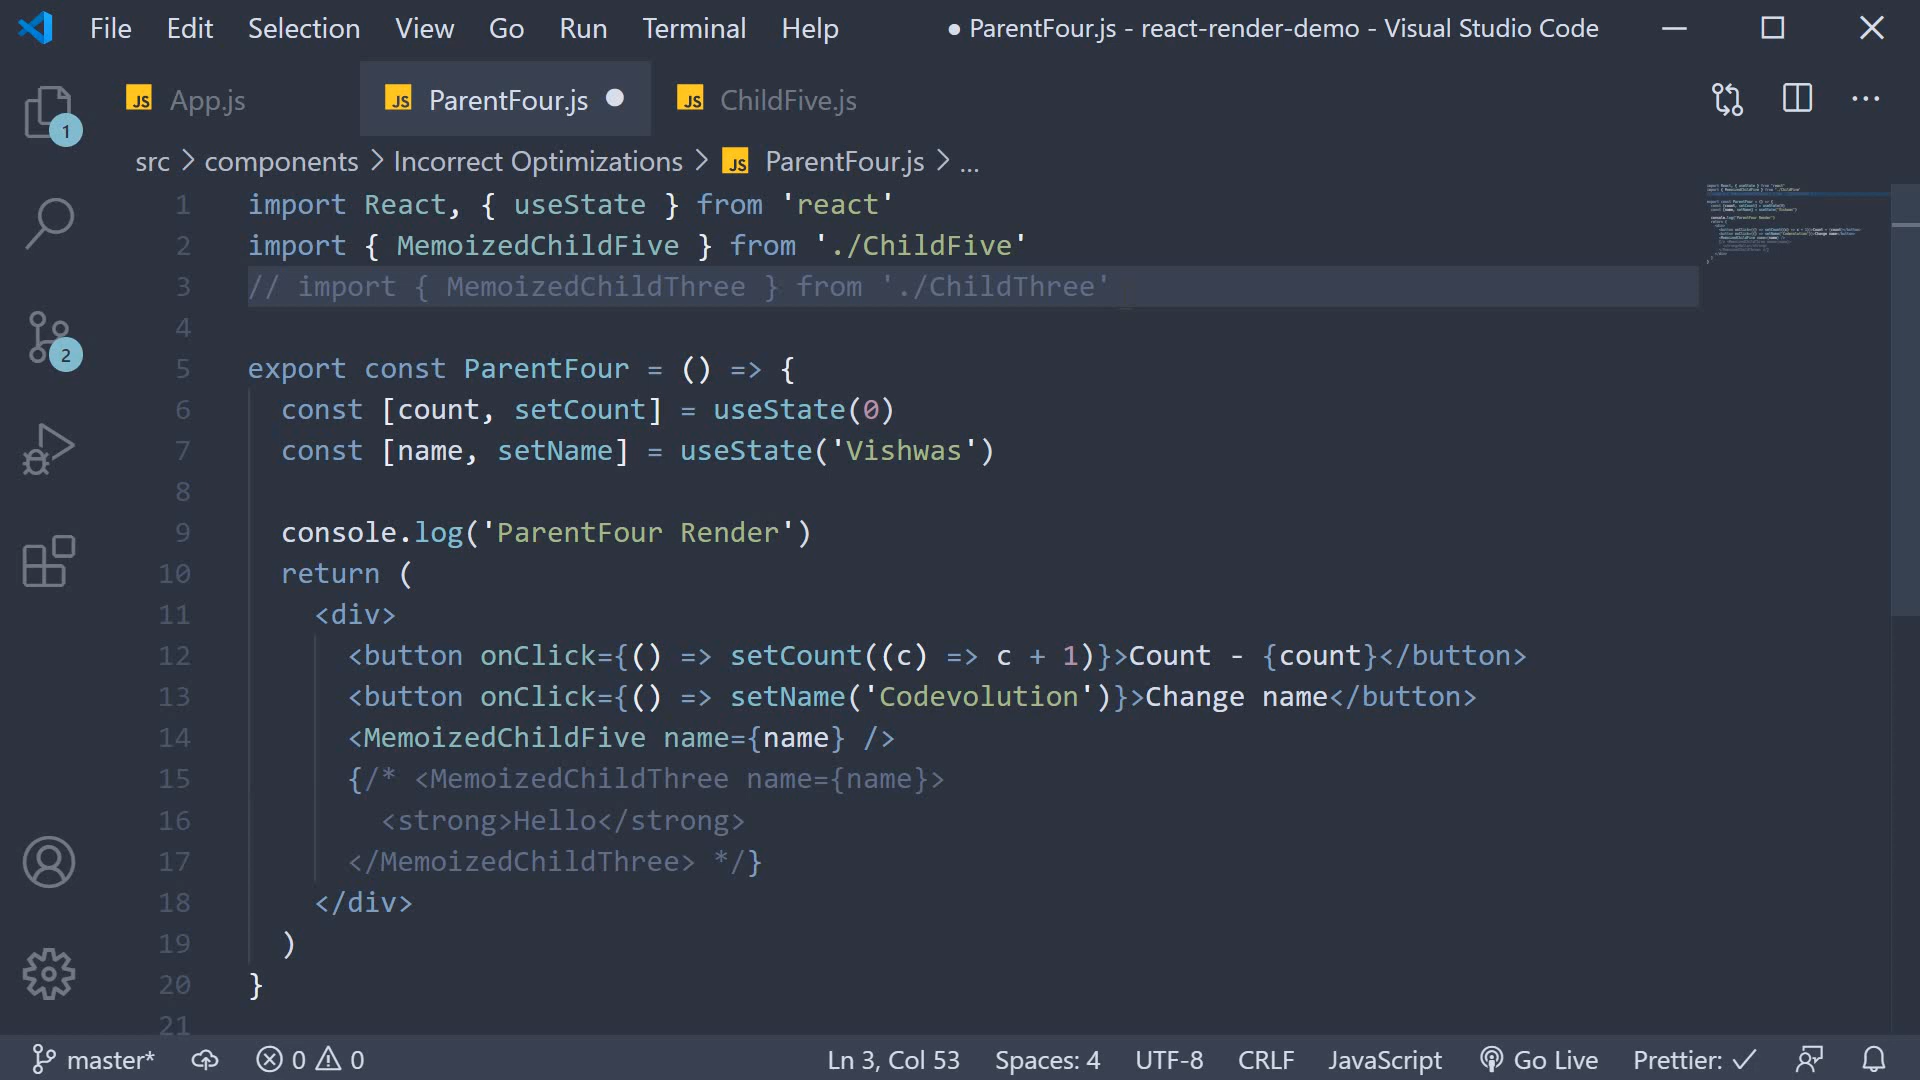 File Edit Selection View Go Run Terminal Help ● ParentFour.js - react-render-demo - Visual Studio Code
JS App.js JS ParentFour.js ● JS ChildFive.js
src > components > Incorrect Optimizations > JS ParentFour.js > ...
1 import React, { useState } from 'react'
2 import { MemoizedChildFive } from './ChildFive'
3 // import { MemoizedChildThree } from './ChildThree'
4
5 export const ParentFour = () => {
6 const [count, setCount] = useState(0)
7 const [name, setName] = useState('Vishwas')
8
9 console.log('ParentFour Render')
10 return (
11 <div>
12 <button onClick={() => setCount((c) => c + 1)}>Count - {count}</button>
13 <button onClick={() => setName('Codevolution')}>Change name</button>
14 <MemoizedChildFive name={name} />
15 {/* <MemoizedChildThree name={name}>
16 <strong>Hello</strong>
17 </MemoizedChildThree> */}
18 </div>
19 )
20 }
21
1
2
master* 0 0 Ln 3, Col 53 Spaces: 4 UTF-8 CRLF JavaScript Go Live Prettier: ✓